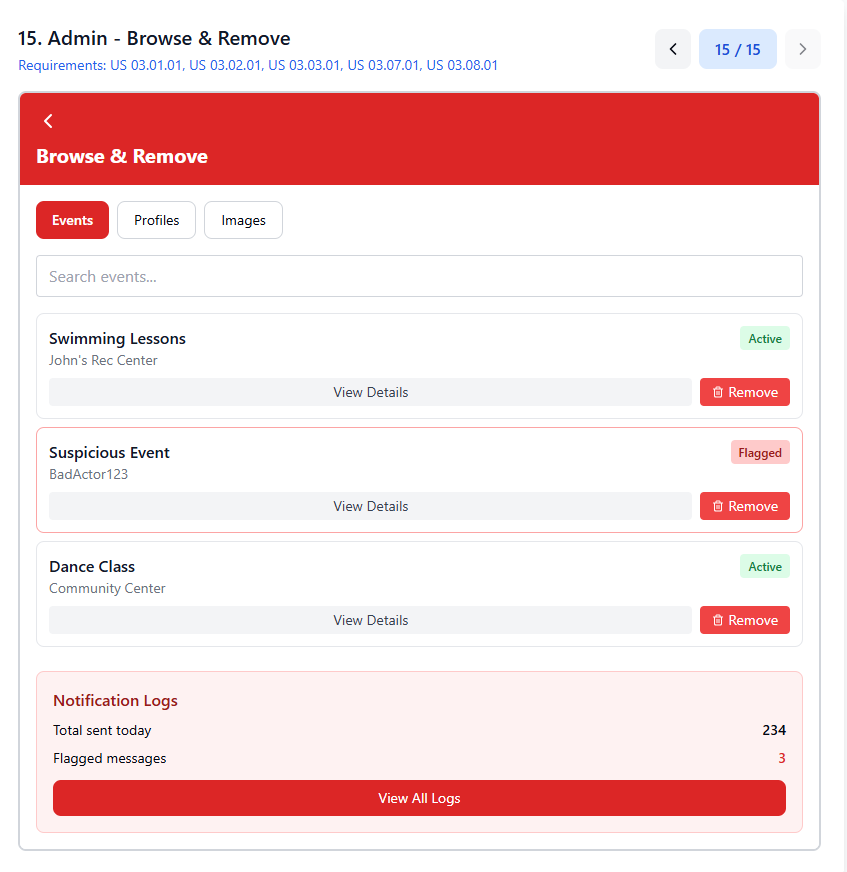 15. Admin - Browse & Remove
Requirements: US 03.01.01, US 03.02.01, US 03.03.01, US 03.07.01, US 03.08.01
15 / 15
Browse & Remove
Events
Profiles
Images
Search events...
Swimming Lessons
Active
John's Rec Center
View Details
Remove
Suspicious Event
Flagged
BadActor123
View Details
Remove
Dance Class
Active
Community Center
View Details
Remove
Notification Logs
Total sent today 234
Flagged messages 3
View All Logs